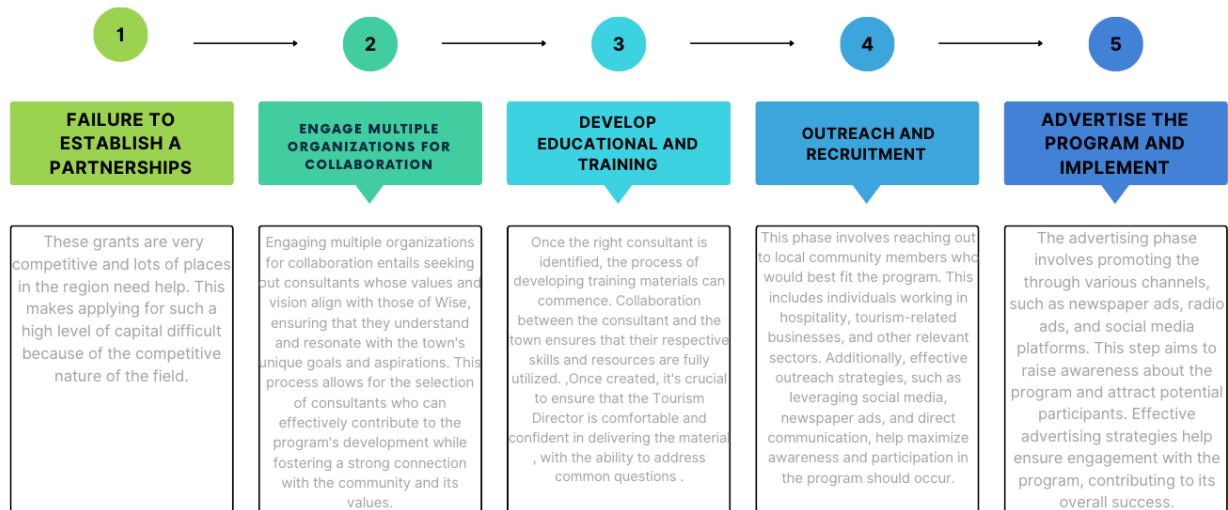 1
2
3
4
5
FAILURE TO
ESTABLISH A
PARTNERSHIPS
ENGAGE MULTIPLE
ORGANIZATIONS FOR
COLLABORATION
DEVELOP
EDUCATIONAL AND
TRAINING
OUTREACH AND
RECRUITMENT
ADVERTISE THE
PROGRAM AND
IMPLEMENT
These grants are very
competitive and lots of places
in the region need help. This
makes applying for such a
high level of capital difficult
because of the competitive
nature of the field.
Engaging multiple organizations
for collaboration entails seeking
out consultants whose values and
vision align with those of Wise,
ensuring that they understand
and resonate with the town's
unique goals and aspirations. This
process allows for the selection
of consultants who can
effectively contribute to the
program's development while
fostering a strong connection
with the community and its
values.
Once the right consultant is
identified, the process of
developing training materials can
commence. Collaboration
between the consultant and the
town ensures that their respective
skills and resources are fully
utilized. ,Once created, it's crucial
to ensure that the Tourism
Director is comfortable and
confident in delivering the material
, with the ability to address
common questions .
This phase involves reaching out
to local community members who
would best fit the program. This
includes individuals working in
hospitality, tourism-related
businesses, and other relevant
sectors. Additionally, effective
outreach strategies, such as
leveraging social media,
newspaper ads, and direct
communication, help maximize
awareness and participation in
the program should occur.
The advertising phase
involves promoting the
through various channels,
such as newspaper ads, radio
ads, and social media
platforms. This step aims to
raise awareness about the
program and attract potential
participants. Effective
advertising strategies help
ensure engagement with the
program, contributing to its
overall success.